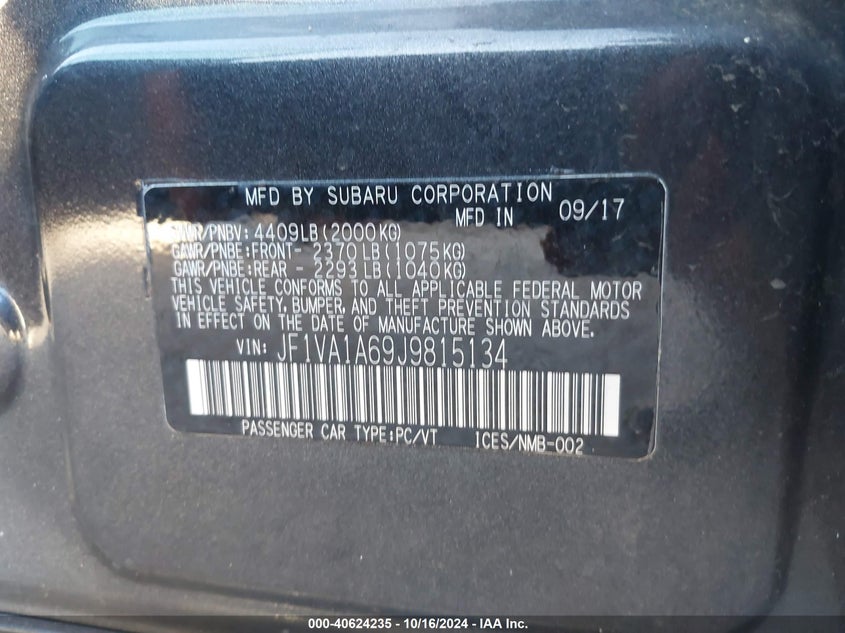 MFD BY SUBARU CORPORATION
MFD IN 09/17
GVWR/PNBV: 4409LB(2000KG)
GAWR/PNBE:FRONT- 2370LB(1075KG)
GAWR/PNBE:REAR - 2293LB(1040KG)
THIS VEHICLE CONFORMS TO ALL APPLICABLE FEDERAL MOTOR
VEHICLE SAFETY, BUMPER, AND THEFT PREVENTION STANDARDS
IN EFFECT ON THE DATE OF MANUFACTURE SHOWN ABOVE.
VIN: JF1VA1A69J9815134
PASSENGER CAR TYPE:PC/VT ICES/NMB-002
000-40624235 - 10/16/2024 - © IAA, Inc.